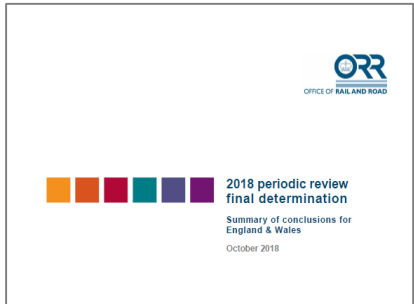 ORR
OFFICE OF RAIL AND ROAD
2018 periodic review
final determination
Summary of conclusions for
England & Wales
October 2018